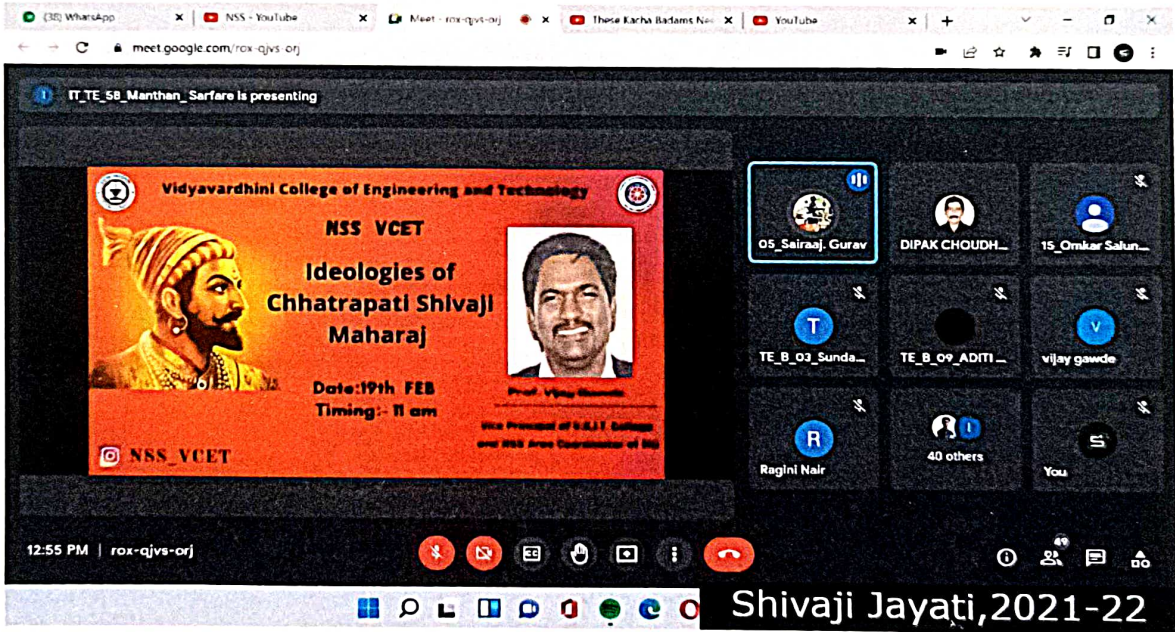 (38) WhatsApp
NSS - YouTube
Meet - rox-qjvs-orj
These Kacha Badams Ne
YouTube
meet.google.com/rox-qjvs-orj
IT_TE_58_Manthan_Sarfare is presenting
Vidyavardhini College of Engineering and Technology
NSS VCET
Ideologies of
Chhatrapati Shivaji
Maharaj
Date:19th FEB
Timing:- 11 am
NSS_VCET
05_Sairaaj. Gurav
DIPAK CHOUDH...
15_Omkar Salun...
T
TE_B_03_Sunda...
TE_B_09_ADITI ...
V
vijay gawde
R
Ragini Nair
40 others
You
12:55 PM | rox-qjvs-orj
49
Shivaji Jayati,2021-22